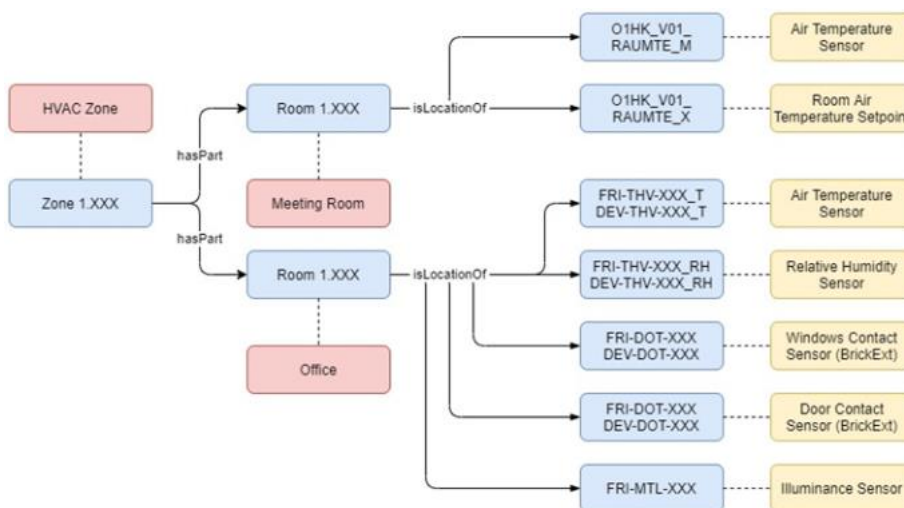 O1HK_V01_
RAUMTE_M
Air Temperature
Sensor
HVAC Zone
Room 1.XXX
isLocationOf
O1HK_V01_
RAUMTE_X
Room Air
Temperature Setpoint
hasPart
Zone 1.XXX
Meeting Room
FRI-THV-XXX_T
DEV-THV-XXX_T
Air Temperature
Sensor
hasPart
Room 1.XXX
isLocationOf
FRI-THV-XXX_RH
DEV-THV-XXX_RH
Relative Humidity
Sensor
Office
FRI-DOT-XXX
DEV-DOT-XXX
Windows Contact
Sensor (BrickExt)
FRI-DOT-XXX
DEV-DOT-XXX
Door Contact
Sensor (BrickExt)
FRI-MTL-XXX
Illuminance Sensor